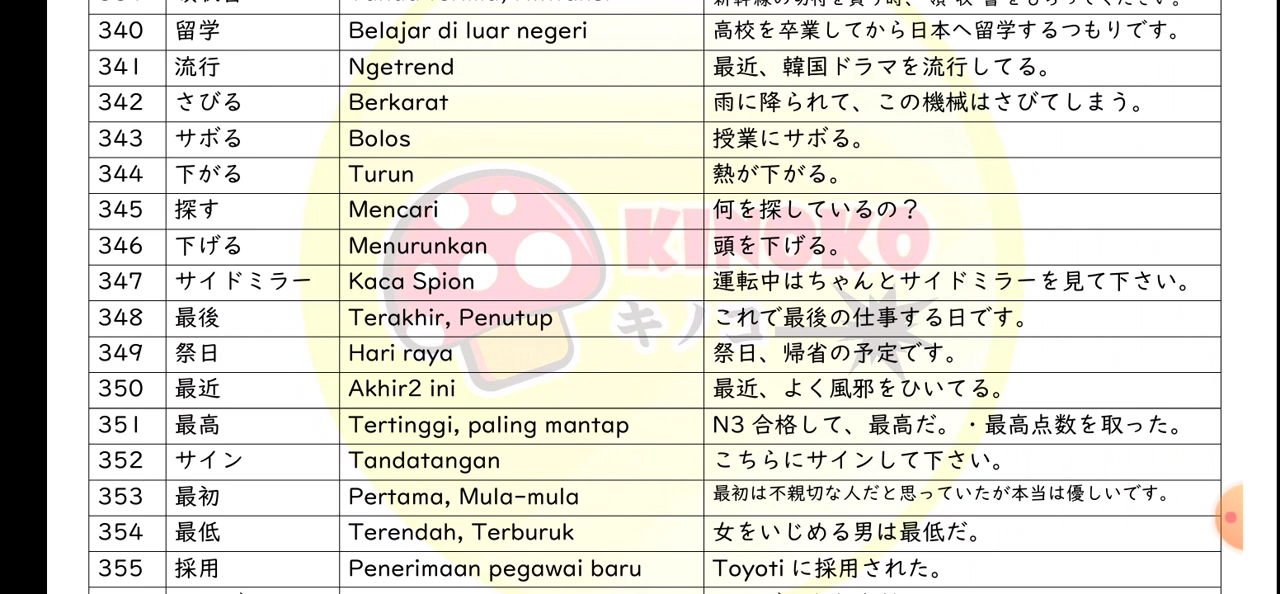 340 留学 Belajar di luar negeri 高校を卒業してから日本へ留学するつもりです。
341 流行 Ngetrend 最近、韓国ドラマを流行してる。
342 さびる Berkarat 雨に降られて、この機械はさびてしまう。
343 サボる Bolos 授業にサボる。
344 下がる Turun 熱が下がる。
345 探す Mencari 何を探しているの？
346 下げる Menurunkan 頭を下げる。
347 サイドミラー Kaca Spion 運転中はちゃんとサイドミラーを見て下さい。
348 最後 Terakhir, Penutup これで最後の仕事する日です。
349 祭日 Hari raya 祭日、帰省の予定です。
350 最近 Akhir2 ini 最近、よく風邪をひいてる。
351 最高 Tertinggi, paling mantap N3 合格して、最高だ。・最高点数を取った。
352 サイン Tandatangan こちらにサインして下さい。
353 最初 Pertama, Mula-mula 最初は不親切な人だと思っていたが本当は優しいです。
354 最低 Terendah, Terburuk 女をいじめる男は最低だ。
355 採用 Penerimaan pegawai baru Toyoti に採用された。
KINOKO
キノコ